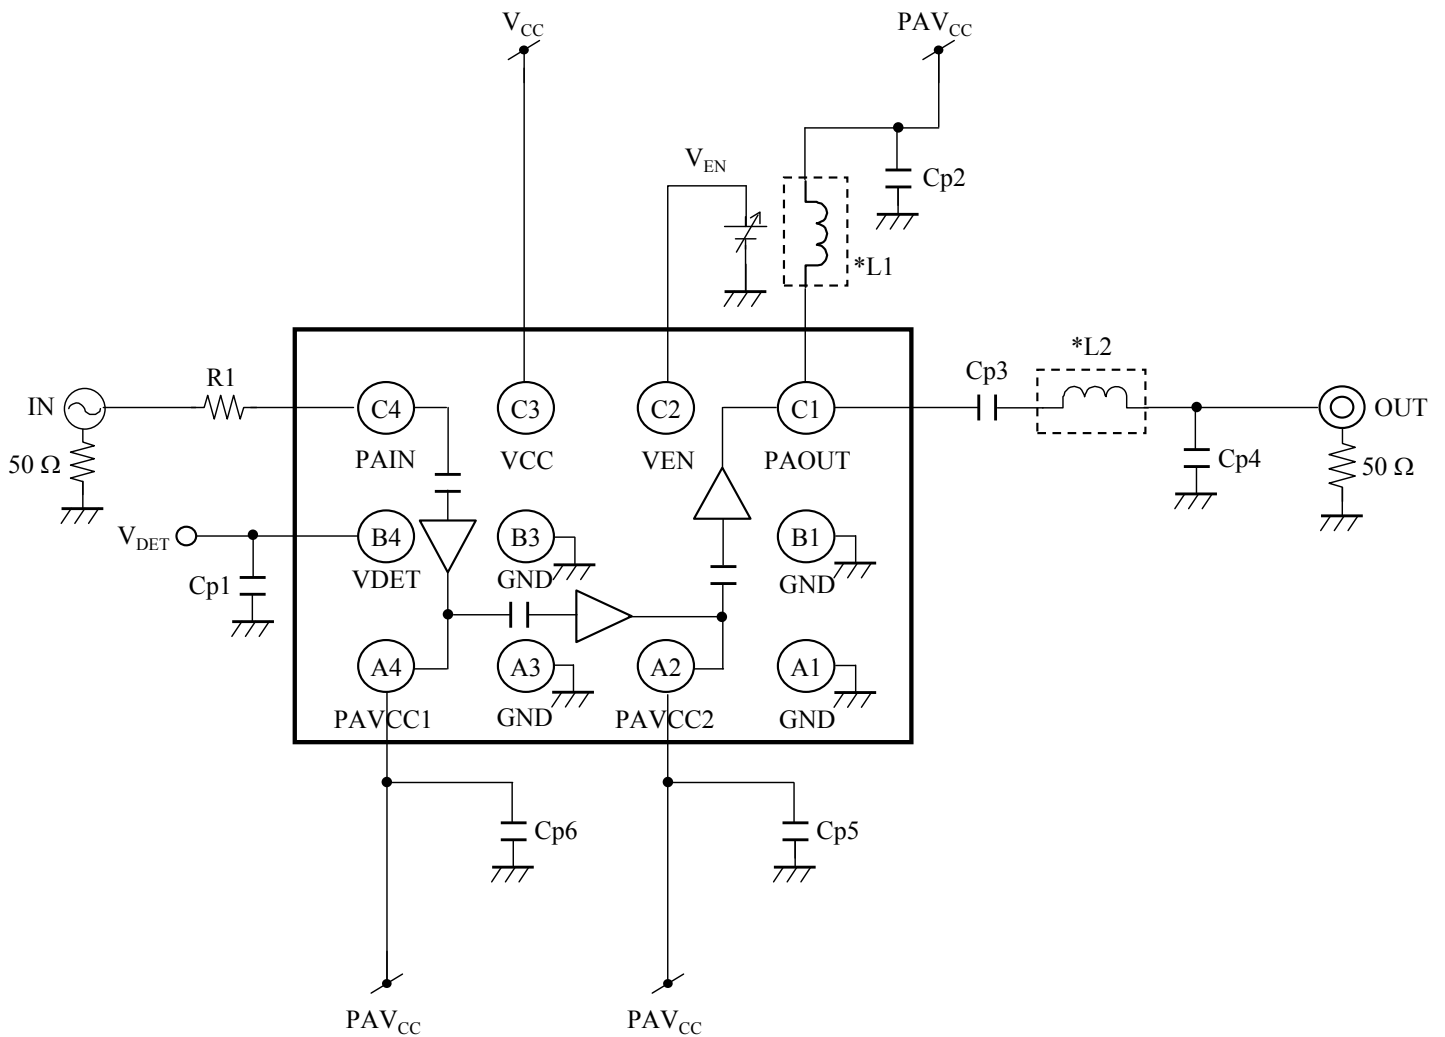 VCC
PAVCC
VEN
Cp2
*L1
*L2
R1
Cp3
IN
C4
C3
C2
C1
OUT
PAIN
VCC
VEN
PAOUT
50 Ω
Cp4
50 Ω
VDET
B4
B3
B1
Cp1
VDET
GND
GND
A4
A3
A2
A1
PAVCC1
GND
PAVCC2
GND
Cp6
Cp5
PAVCC
PAVCC